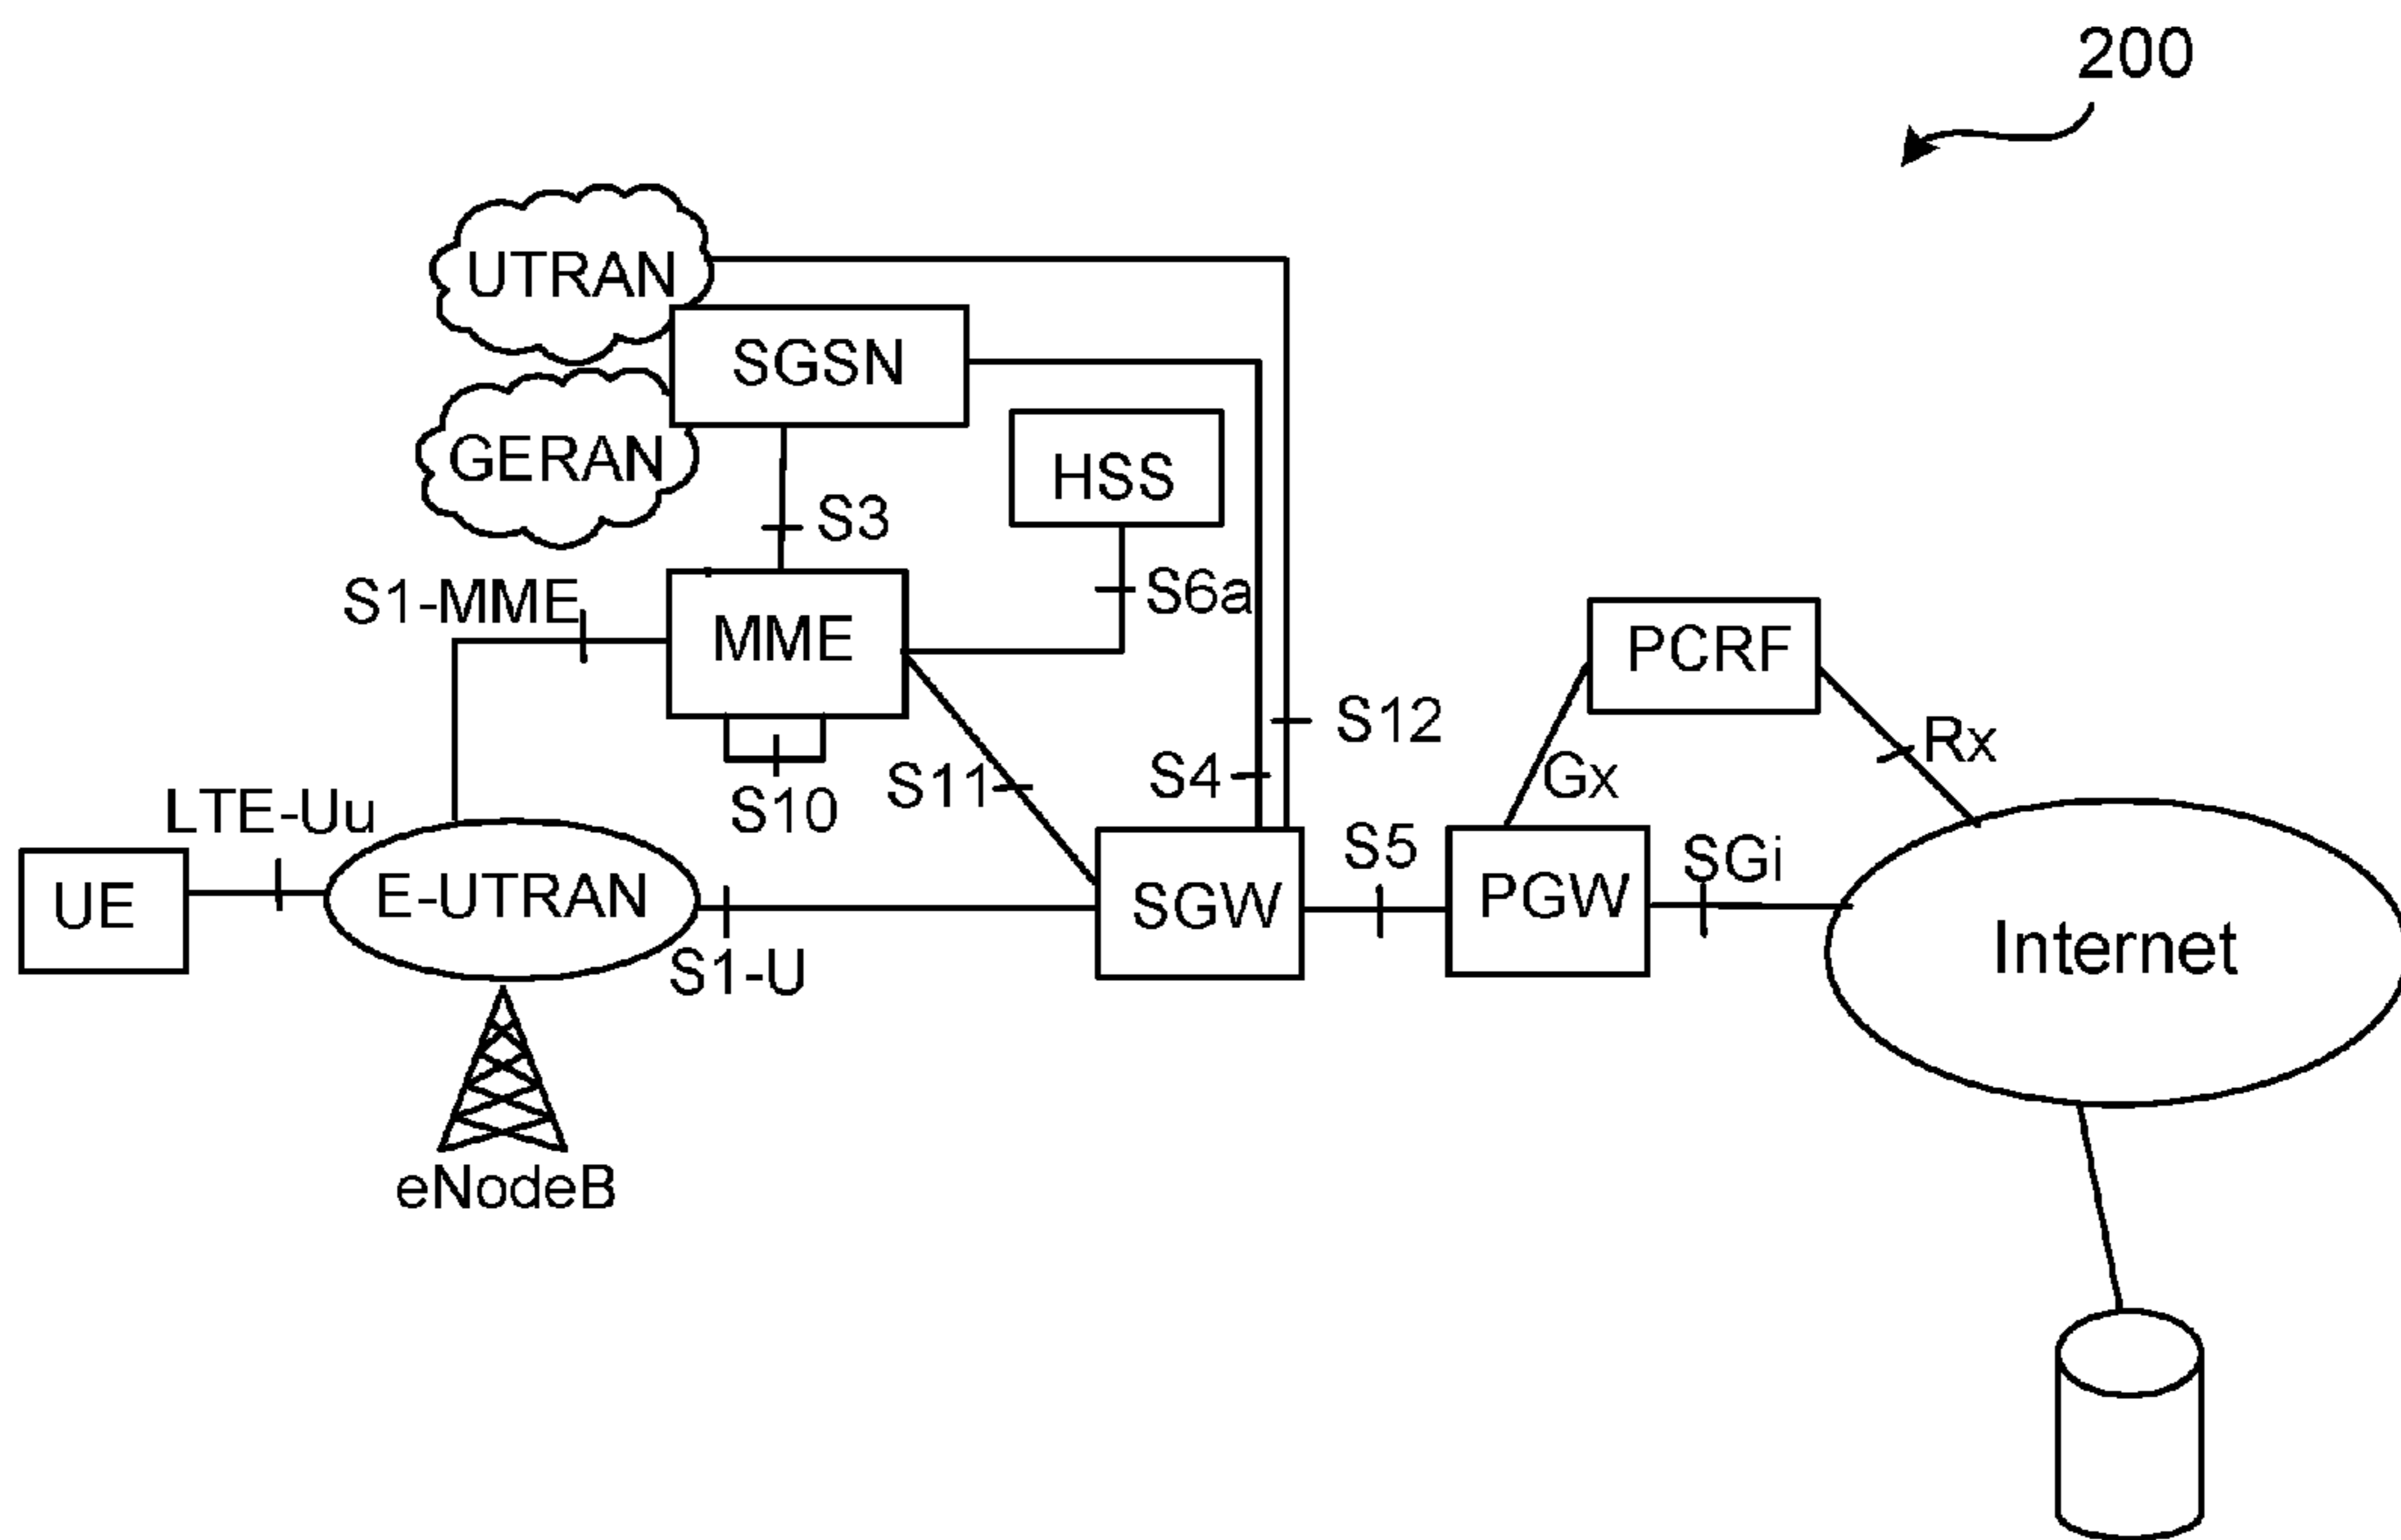 200
UTRAN
SGSN
GERAN
HSS
S3
S6a
S1-MME
MME
PCRF
S12
Rx
S4
Gx
S11
S10
LTE-Uu
S5
SGi
UE
E-UTRAN
SGW
PGW
Internet
S1-U
eNodeB